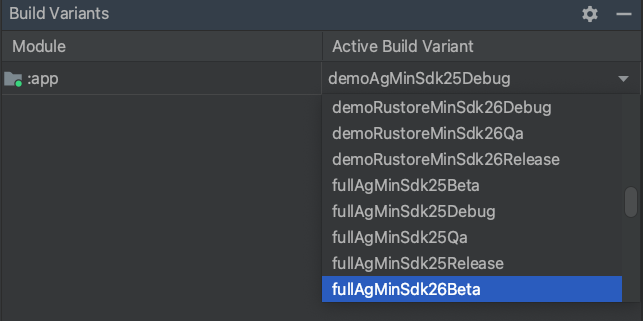 Build Variants
Module Active Build Variant
:app demoAgMinSdk25Debug
demoRustoreMinSdk26Debug
demoRustoreMinSdk26Qa
demoRustoreMinSdk26Release
fullAgMinSdk25Beta
fullAgMinSdk25Debug
fullAgMinSdk25Qa
fullAgMinSdk25Release
fullAgMinSdk26Beta